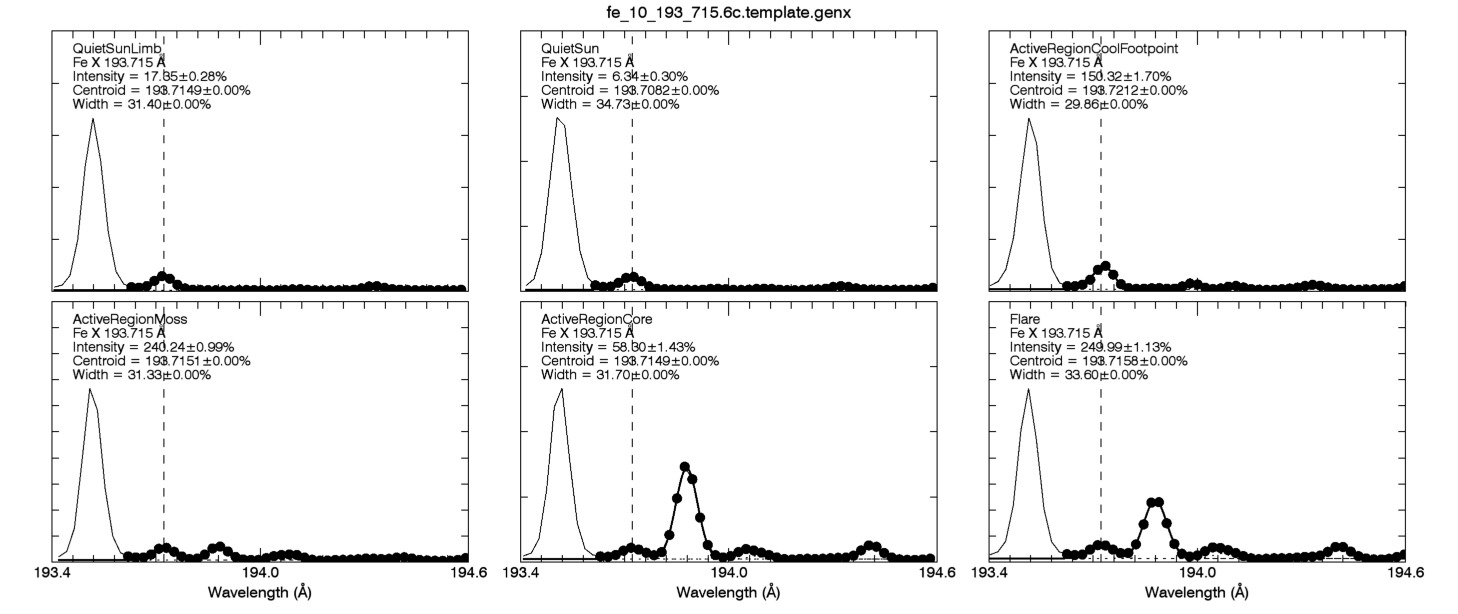 fe_10_193_715.6c.template.genx
QuietSunLimb
Fe X 193.715 Å
Intensity = 17.35±0.28%
Centroid = 193.7149±0.00%
Width = 31.40±0.00%
QuietSun
Fe X 193.715 Å
Intensity = 6.34±0.30%
Centroid = 193.7082±0.00%
Width = 34.73±0.00%
ActiveRegionCoolFootpoint
Fe X 193.715 Å
Intensity = 150.32±1.70%
Centroid = 193.7212±0.00%
Width = 29.86±0.00%
ActiveRegionMoss
Fe X 193.715 Å
Intensity = 240.24±0.99%
Centroid = 193.7151±0.00%
Width = 31.33±0.00%
ActiveRegionCore
Fe X 193.715 Å
Intensity = 58.30±1.43%
Centroid = 193.7149±0.00%
Width = 31.70±0.00%
Flare
Fe X 193.715 Å
Intensity = 249.99±1.13%
Centroid = 193.7158±0.00%
Width = 33.60±0.00%
193.4 194.0 194.6
Wavelength (Å)
193.4 194.0 194.6
Wavelength (Å)
193.4 194.0 194.6
Wavelength (Å)